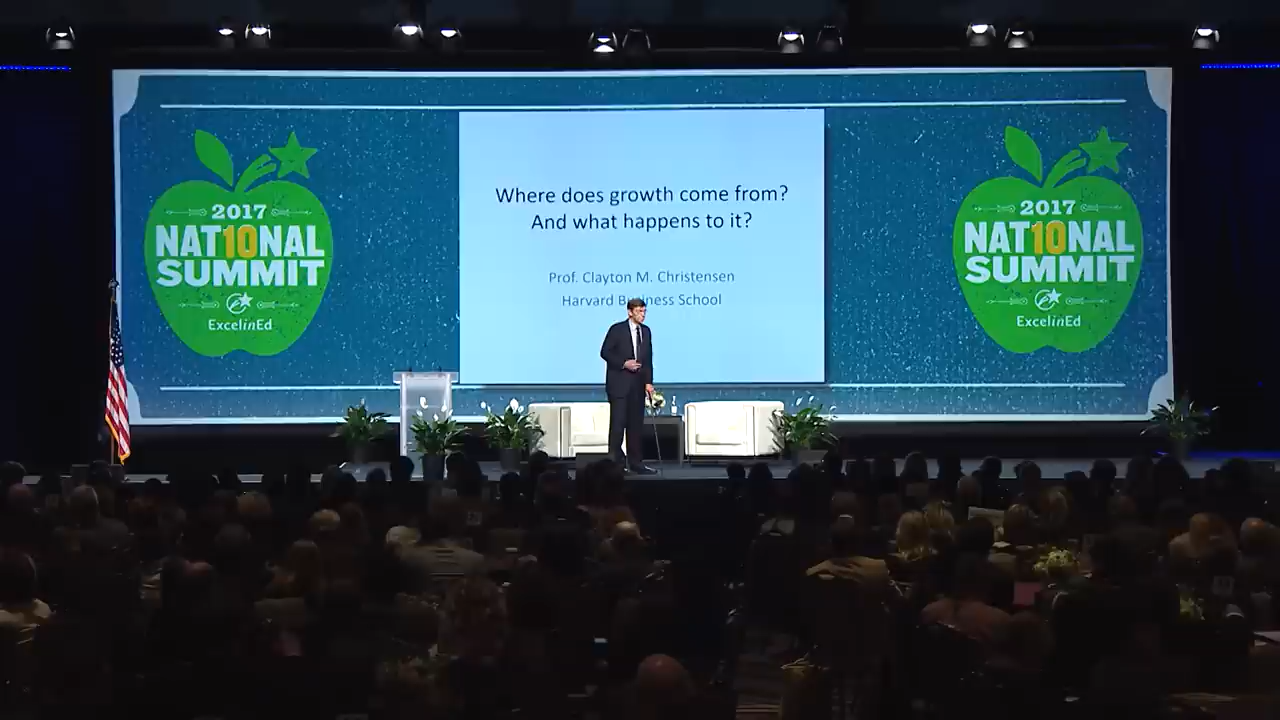 2017
NAT10NAL
SUMMIT
ExcelinEd
Where does growth come from?
And what happens to it?
Prof. Clayton M. Christensen
Harvard Business School
2017
NAT10NAL
SUMMIT
ExcelinEd